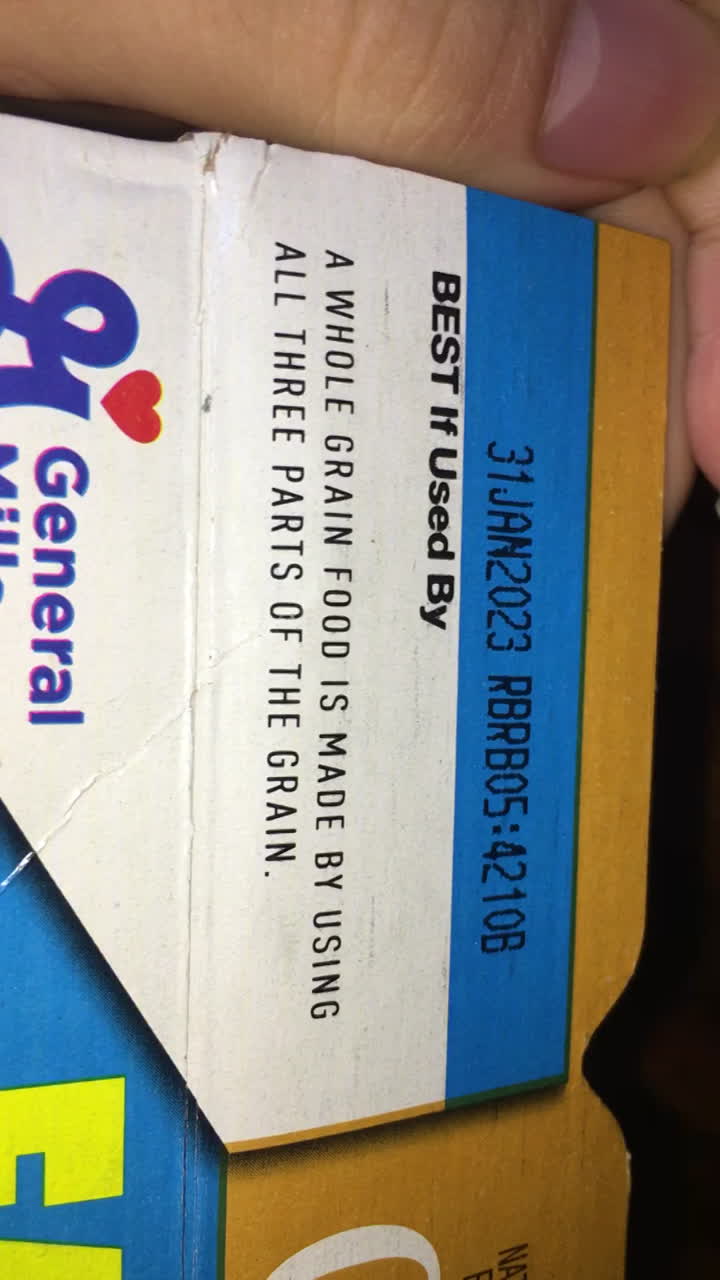 31JAN2023 RBRB05:4210B
BEST If Used By
A WHOLE GRAIN FOOD IS MADE BY USING
ALL THREE PARTS OF THE GRAIN.
General